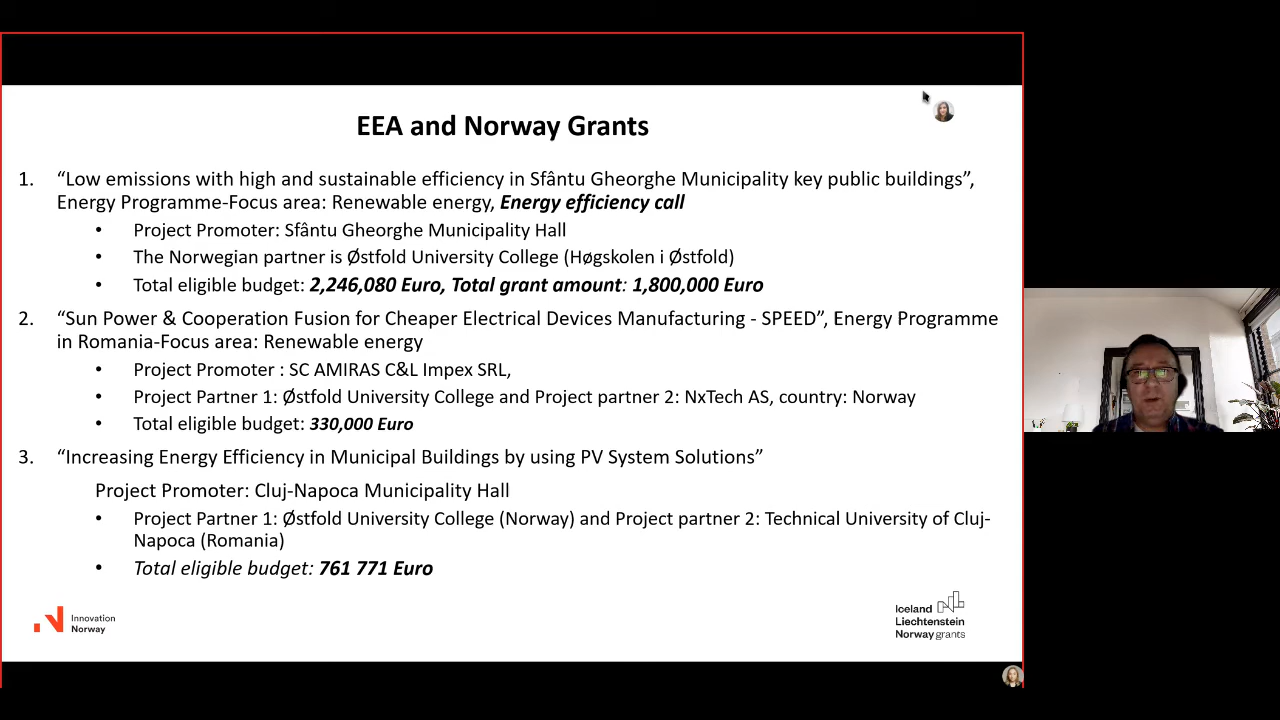 EEA and Norway Grants
1. “Low emissions with high and sustainable efficiency in Sfântu Gheorghe Municipality key public buildings”,
Energy Programme-Focus area: Renewable energy, Energy efficiency call
• Project Promoter: Sfântu Gheorghe Municipality Hall
• The Norwegian partner is Østfold University College (Høgskolen i Østfold)
• Total eligible budget: 2,246,080 Euro, Total grant amount: 1,800,000 Euro
2. “Sun Power & Cooperation Fusion for Cheaper Electrical Devices Manufacturing - SPEED”, Energy Programme
in Romania-Focus area: Renewable energy
• Project Promoter : SC AMIRAS C&L Impex SRL,
• Project Partner 1: Østfold University College and Project partner 2: NxTech AS, country: Norway
• Total eligible budget: 330,000 Euro
3. “Increasing Energy Efficiency in Municipal Buildings by using PV System Solutions”
Project Promoter: Cluj-Napoca Municipality Hall
• Project Partner 1: Østfold University College (Norway) and Project partner 2: Technical University of Cluj-
Napoca (Romania)
• Total eligible budget: 761 771 Euro
Innovation
Norway
Iceland
Liechtenstein
Norway grants